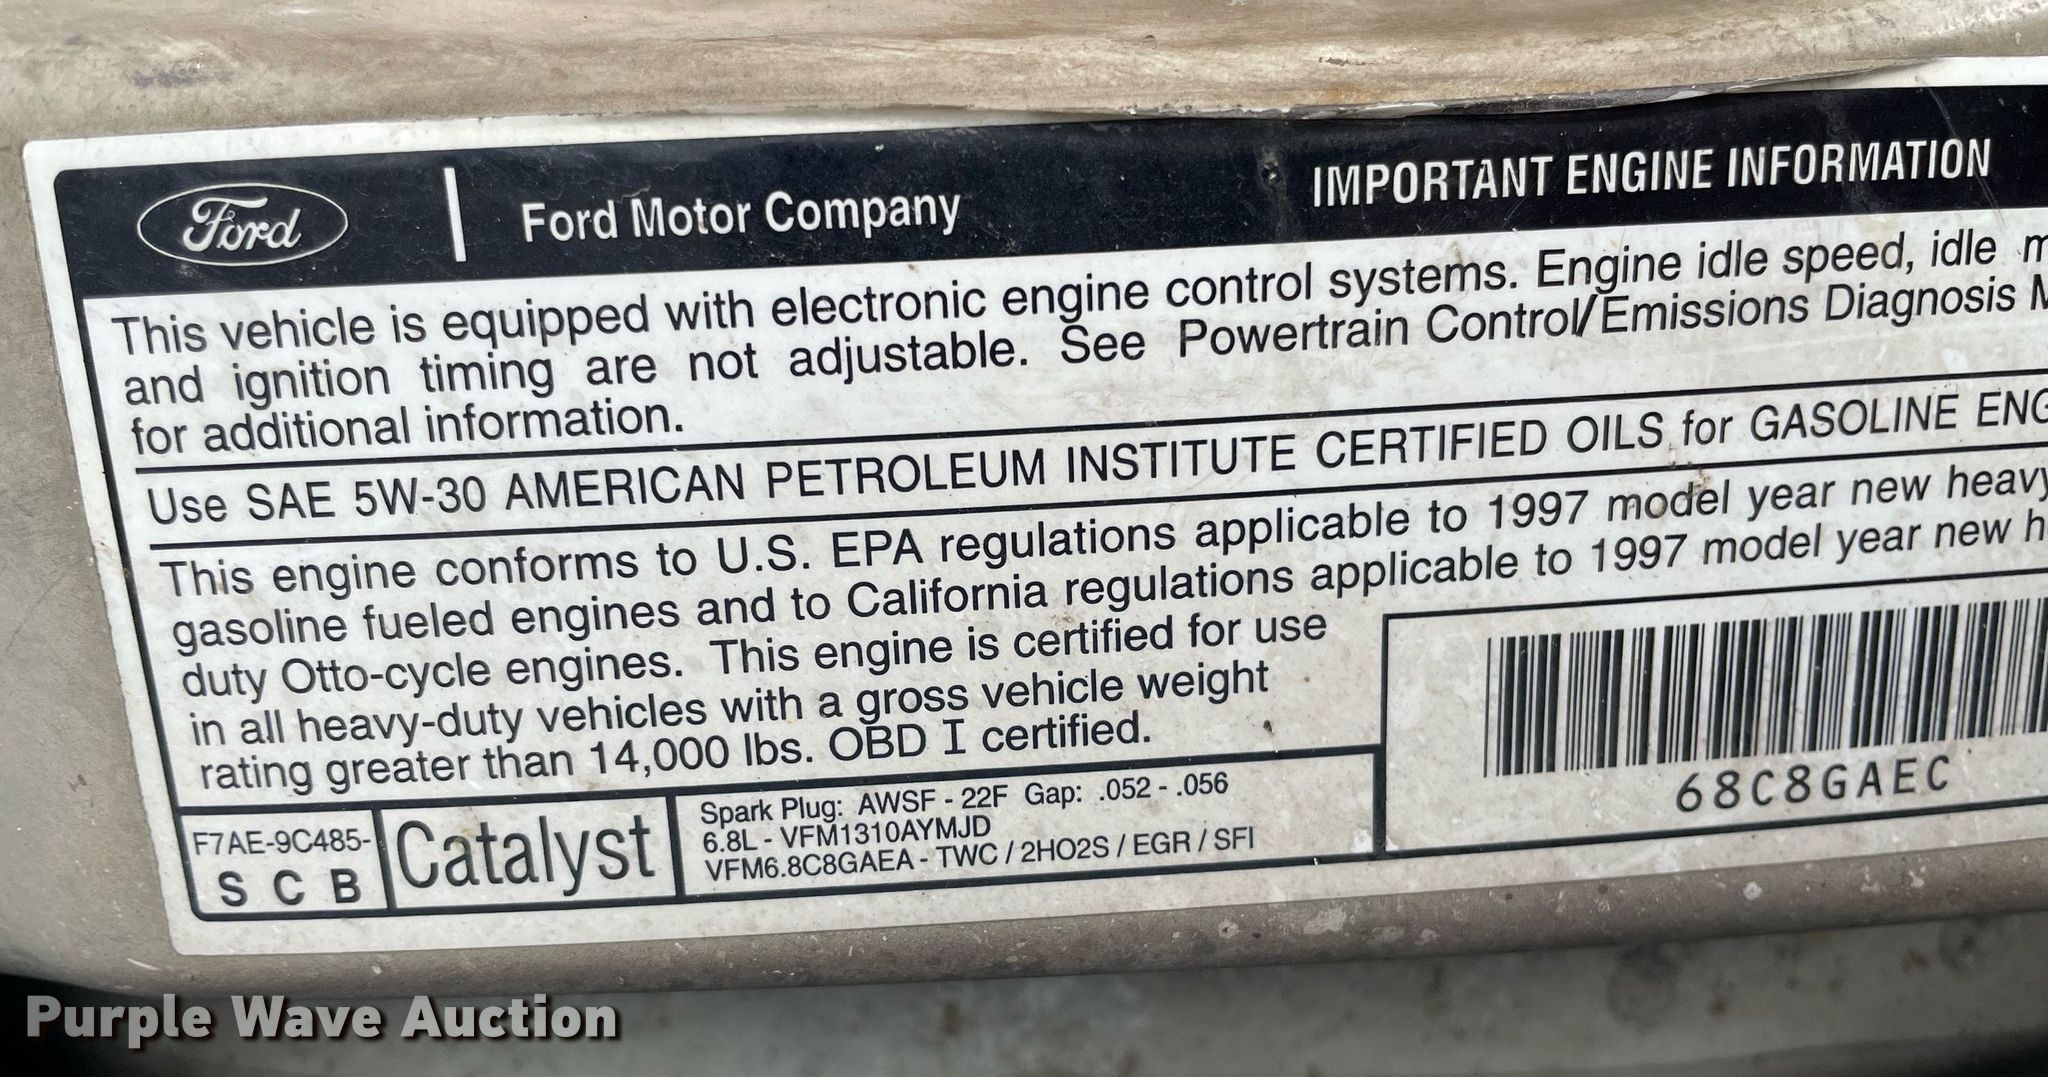 Ford Ford Motor Company IMPORTANT ENGINE INFORMATION
This vehicle is equipped with electronic engine control systems. Engine idle speed, idle
and ignition timing are not adjustable. See Powertrain Control/Emissions Diagnosis
for additional information.
Use SAE 5W-30 AMERICAN PETROLEUM INSTITUTE CERTIFIED OILS for GASOLINE ENG
This engine conforms to U.S. EPA regulations applicable to 1997 model year new heavy
gasoline fueled engines and to California regulations applicable to 1997 model year new h
duty Otto-cycle engines. This engine is certified for use
in all heavy-duty vehicles with a gross vehicle weight
rating greater than 14,000 lbs. OBD I certified.
68C8GAEC
F7AE-9C485-
S C B
Catalyst
Spark Plug: AWSF - 22F Gap: .052 - .056
6.8L - VFM1310AYMJD
VFM6.8C8GAEA - TWC / 2HO2S / EGR / SFI
Purple Wave Auction